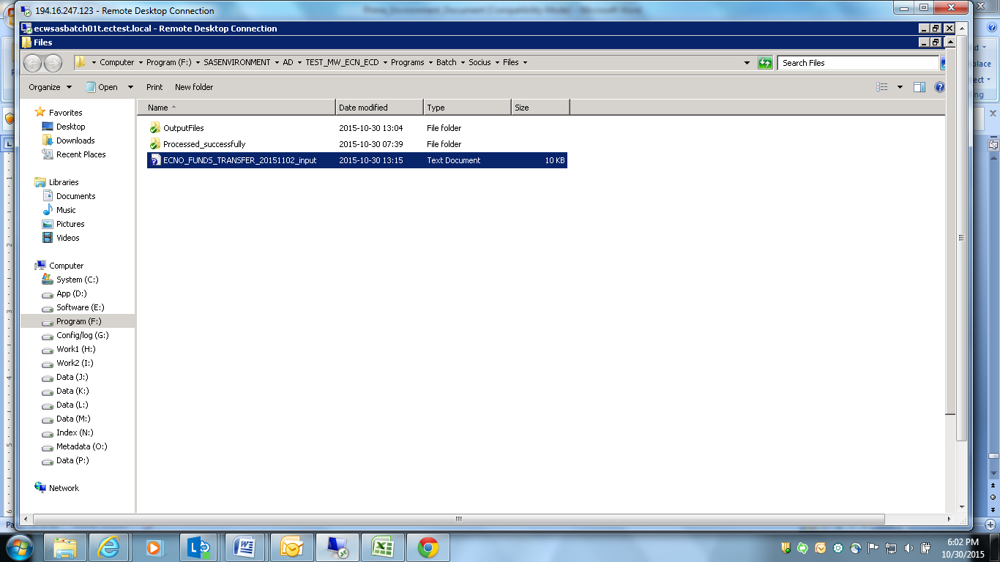 194.16.247.123 - Remote Desktop Connection
ecwsasbatch01t.ectest.local - Remote Desktop Connection
Files
Computer Program (F:) SASENVIRONMENT AD TEST_MW_ECN_ECD Programs Batch Socius Files
Search Files
Organize Open Print New folder
Name Date modified Type Size
OutputFiles 2015-10-30 13:04 File folder
Processed_successfully 2015-10-30 07:39 File folder
ECNO_FUNDS_TRANSFER_20151102_input 2015-10-30 13:15 Text Document 10 KB
Favorites
Desktop
Downloads
Recent Places
Libraries
Documents
Music
Pictures
Videos
Computer
System (C:)
App (D:)
Software (E:)
Program (F:)
Config/log (G:)
Work1 (H:)
Work2 (I:)
Data (J:)
Data (K:)
Data (L:)
Data (M:)
Index (N:)
Metadata (O:)
Data (P:)
Network
6:02 PM
10/30/2015